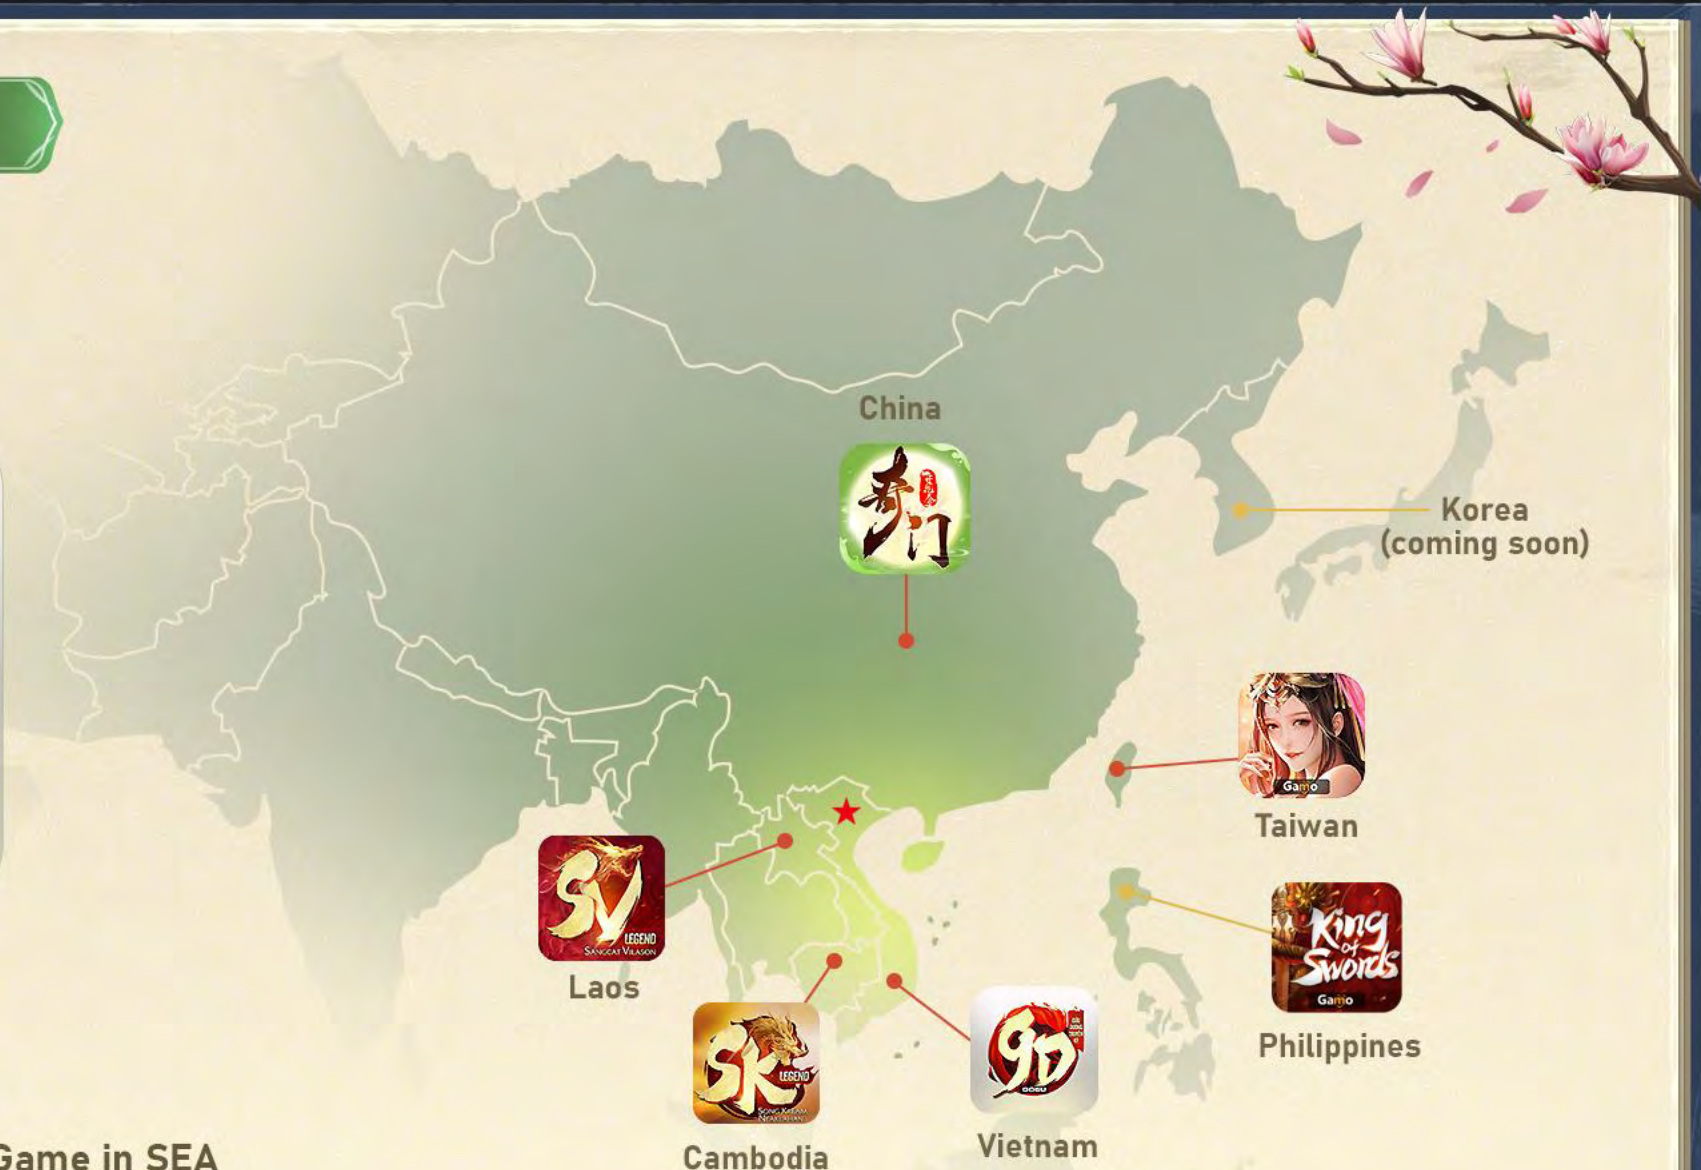 China
奇门
Korea
(coming soon)
Gamo
Taiwan
SV
LEGEND
SANGCAT VILASON
Laos
King
of
Swords
Gamo
Philippines
SK
LEGEND
Cambodia
9D
Vietnam
Game in SEA